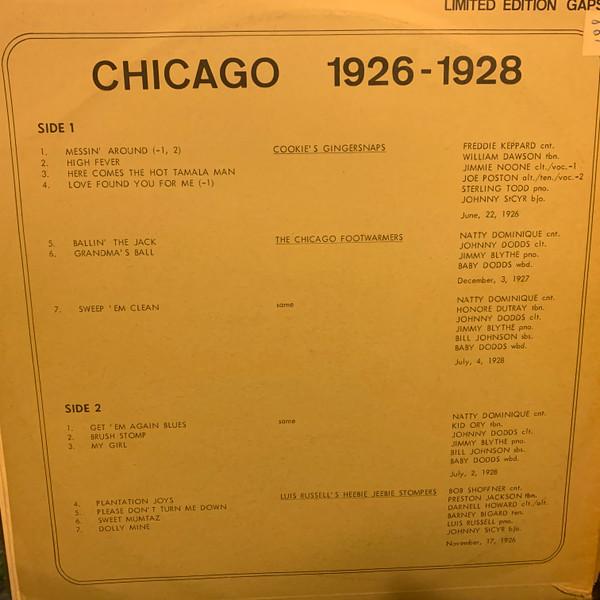 LIMITED EDITION GAPS
CHICAGO 1926-1928
SIDE 1
1. MESSIN' AROUND (-1, 2)
2. HIGH FEVER
3. HERE COMES THE HOT TAMALA MAN
4. LOVE FOUND YOU FOR ME (-1)
COOKIE'S GINGERSNAPS
FREDDIE KEPPARD cnt.
WILLIAM DAWSON tbn.
JIMMIE NOONE clt./voc.-1
JOE POSTON alt./ten./voc.-2
STERLING TODD pno.
JOHNNY StCYR bjo.
June, 22, 1926
5. BALLIN' THE JACK
6. GRANDMA'S BALL
THE CHICAGO FOOTWARMERS
NATTY DOMINIQUE cnt.
JOHNNY DODDS clt.
JIMMY BLYTHE pno.
BABY DODDS wbd.
December, 3, 1927
7. SWEEP 'EM CLEAN
same
NATTY DOMINIQUE cnt.
HONORE DUTRAY tbn.
JOHNNY DODDS clt.
JIMMY BLYTHE pno.
BILL JOHNSON sbs.
BABY DODDS wbd.
July, 4, 1928
SIDE 2
1. GET 'EM AGAIN BLUES
2. BRUSH STOMP
3. MY GIRL
same
NATTY DOMINIQUE cnt.
KID ORY tbn.
JOHNNY DODDS clt.
JIMMY BLYTHE pno.
BILL JOHNSON sbs.
BABY DODDS wbd.
July, 2, 1928
4. PLANTATION JOYS
5. PLEASE DON'T TURN ME DOWN
6. SWEET MUMTAZ
7. DOLLY MINE
LUIS RUSSELL'S HEEBIE JEEBIE STOMPERS
BOB SHOFFNER cnt.
PRESTON JACKSON tbn.
DARNELL HOWARD clt./alt.
BARNEY BIGARD ten.
LUIS RUSSELL pno.
JOHNNY StCYR bjo.
November, 17, 1926